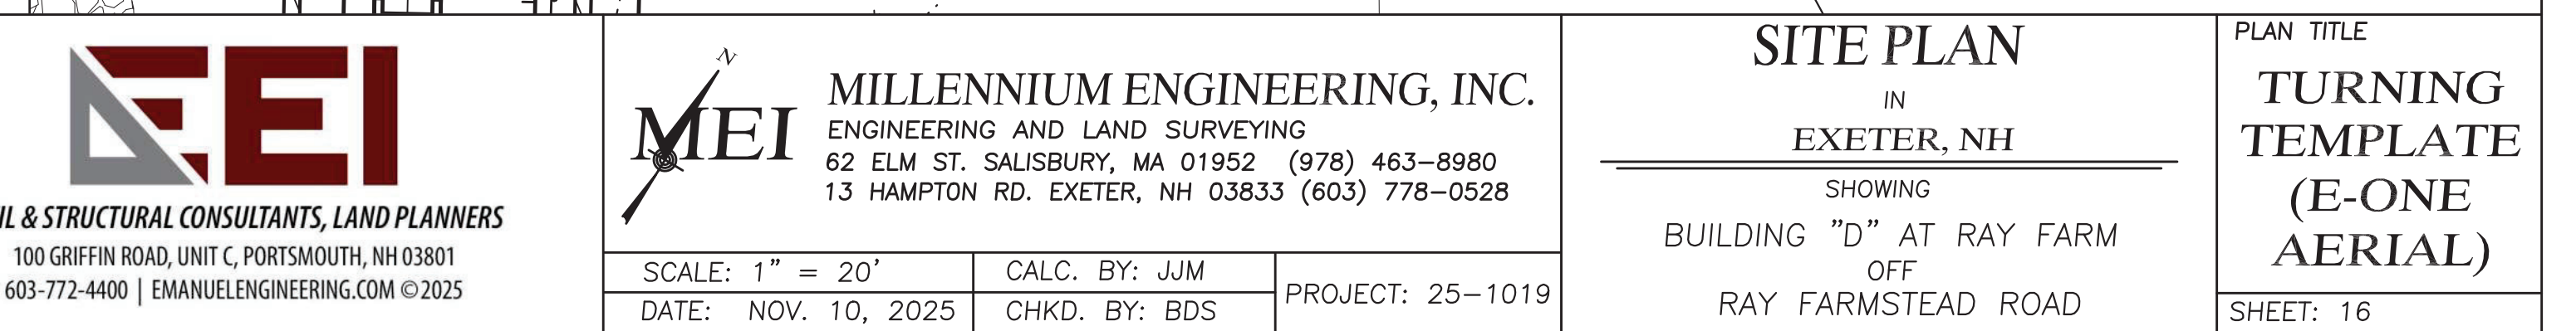 EEI
& STRUCTURAL CONSULTANTS, LAND PLANNERS
100 GRIFFIN ROAD, UNIT C, PORTSMOUTH, NH 03801
603-772-4400 | EMANUELENGINEERING.COM ©2025
N
MEI
MILLENNIUM ENGINEERING, INC.
ENGINEERING AND LAND SURVEYING
62 ELM ST. SALISBURY, MA 01952 (978) 463-8980
13 HAMPTON RD. EXETER, NH 03833 (603) 778-0528
SCALE: 1" = 20'
CALC. BY: JJM
DATE: NOV. 10, 2025
CHKD. BY: BDS
PROJECT: 25-1019
SITE PLAN
IN
EXETER, NH
SHOWING
BUILDING "D" AT RAY FARM
OFF
RAY FARMSTEAD ROAD
PLAN TITLE
TURNING
TEMPLATE
(E-ONE
AERIAL)
SHEET: 16